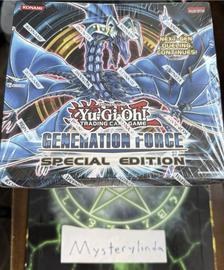 KONAMI
NEXT-GEN
DUELING
CONTINUES!
Yu-Gi-Oh!
TRADING CARD GAME
GENERATION FORCE
SPECIAL EDITION
Mysterylinda